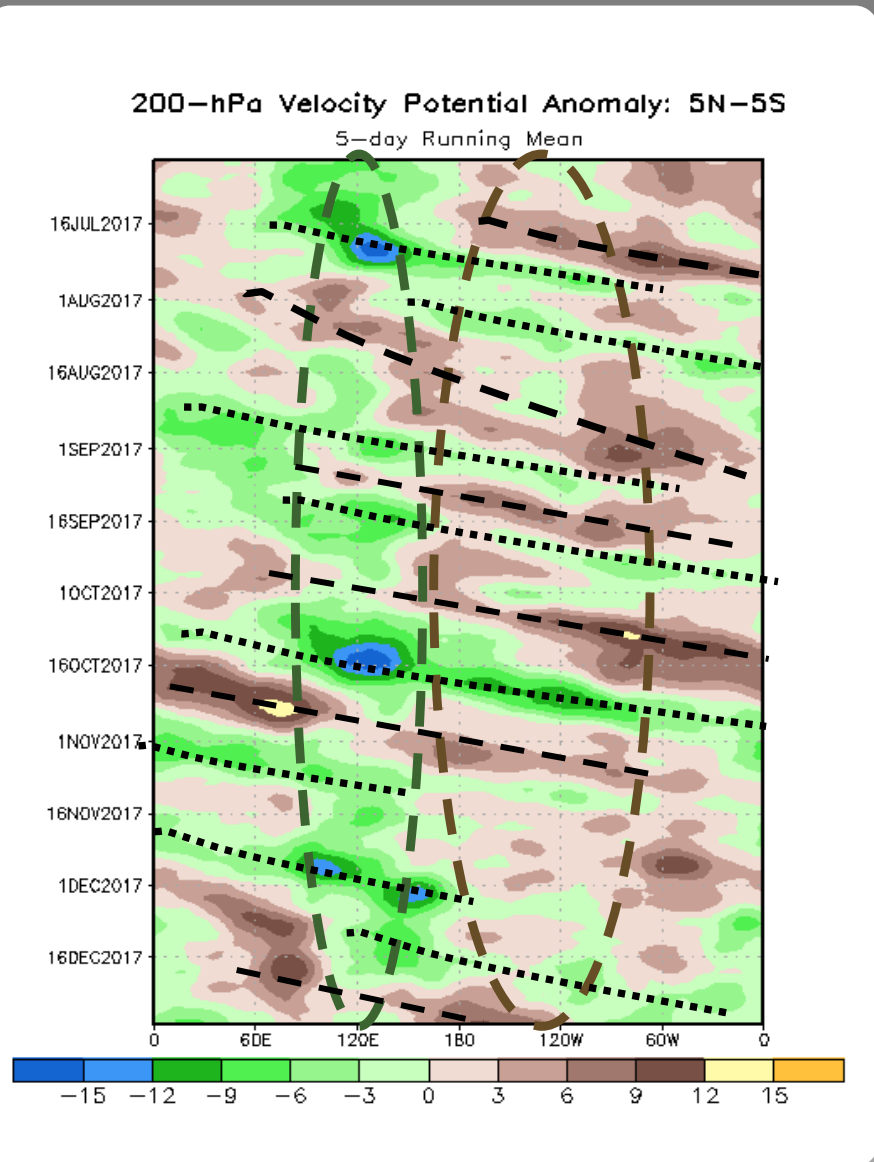 200-hPa Velocity Potential Anomaly: 5N-5S
5-day Running Mean
16JUL2017
1AUG2017
16AUG2017
1SEP2017
16SEP2017
1OCT2017
16OCT2017
1NOV2017
16NOV2017
1DEC2017
16DEC2017
0 60E 120E 180 120W 60W 0
-15 -12 -9 -6 -3 0 3 6 9 12 15